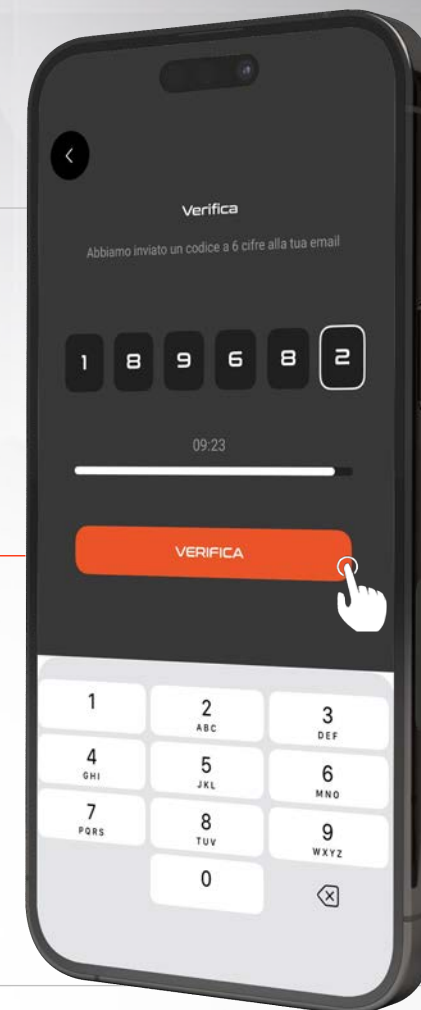 Verifica
Abbiamo inviato un codice a 6 cifre alla tua email
1 8 9 6 8 2
09:23
VERIFICA
1 2 3
ABC DEF
4 5 6
GHI JKL MNO
7 8 9
PQRS TUV WXYZ
0